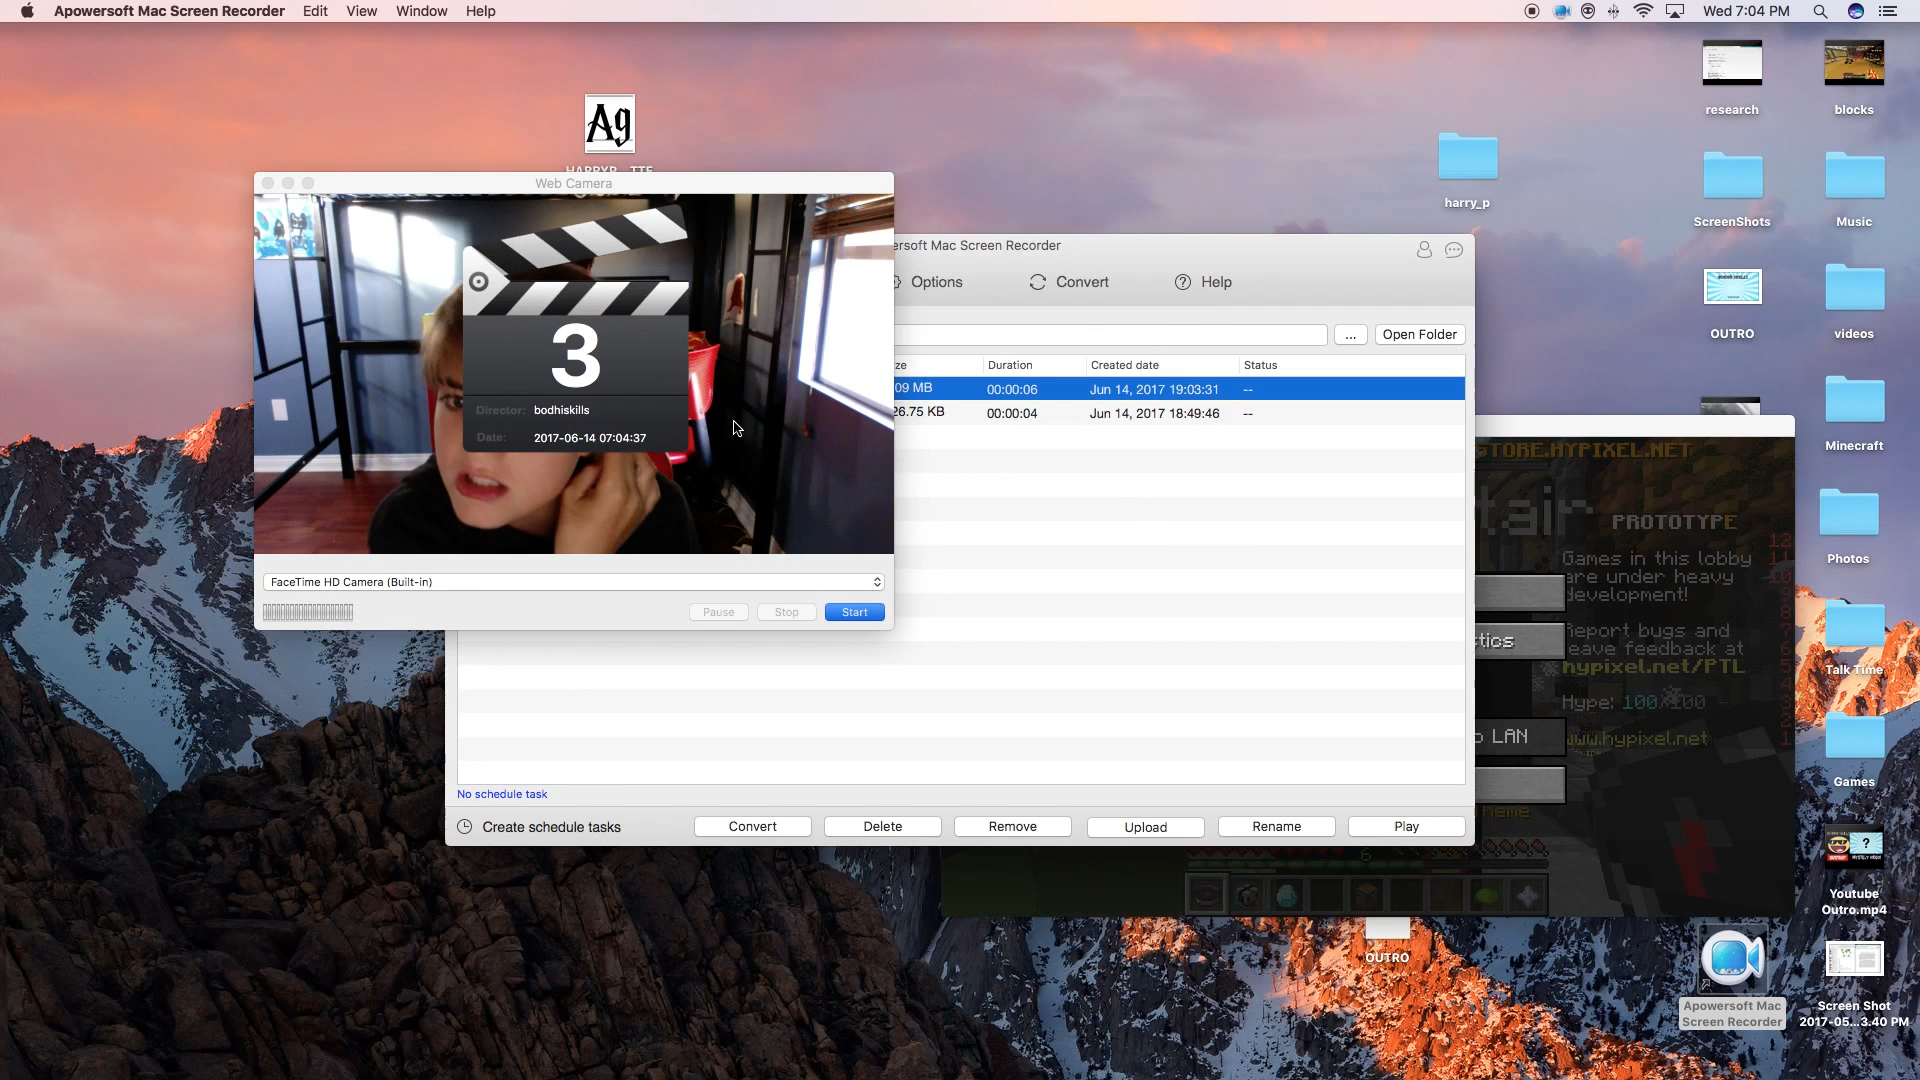 Apowersoft Mac Screen Recorder Edit View Window Help
Wed 7:04 PM
research
blocks
Ag
harry_p
ScreenShots
Music
Web Camera
ersoft Mac Screen Recorder
Options
Convert
Help
3
Director: bodhiskills
Date: 2017-06-14 07:04:37
...
Open Folder
OUTRO
videos
ze Duration Created date Status
09 MB 00:00:06 Jun 14, 2017 19:03:31 --
26.75 KB 00:00:04 Jun 14, 2017 18:49:46 --
Minecraft
STORE.HYPIXEL.NET
tair PROTOTYPE
Games in this lobby
are under heavy
development!
Report bugs and
leave feedback at
hypixel.net/PTL
Hype: 100/100
www.hypixel.net
tics
o LAN
6
Photos
Talk Time
Games
FaceTime HD Camera (Built-in)
Pause
Stop
Start
No schedule task
Create schedule tasks
Convert
Delete
Remove
Upload
Rename
Play
Youtube
Outro.mp4
OUTRO
Apowersoft Mac
Screen Recorder
Screen Shot
2017-05...3.40 PM